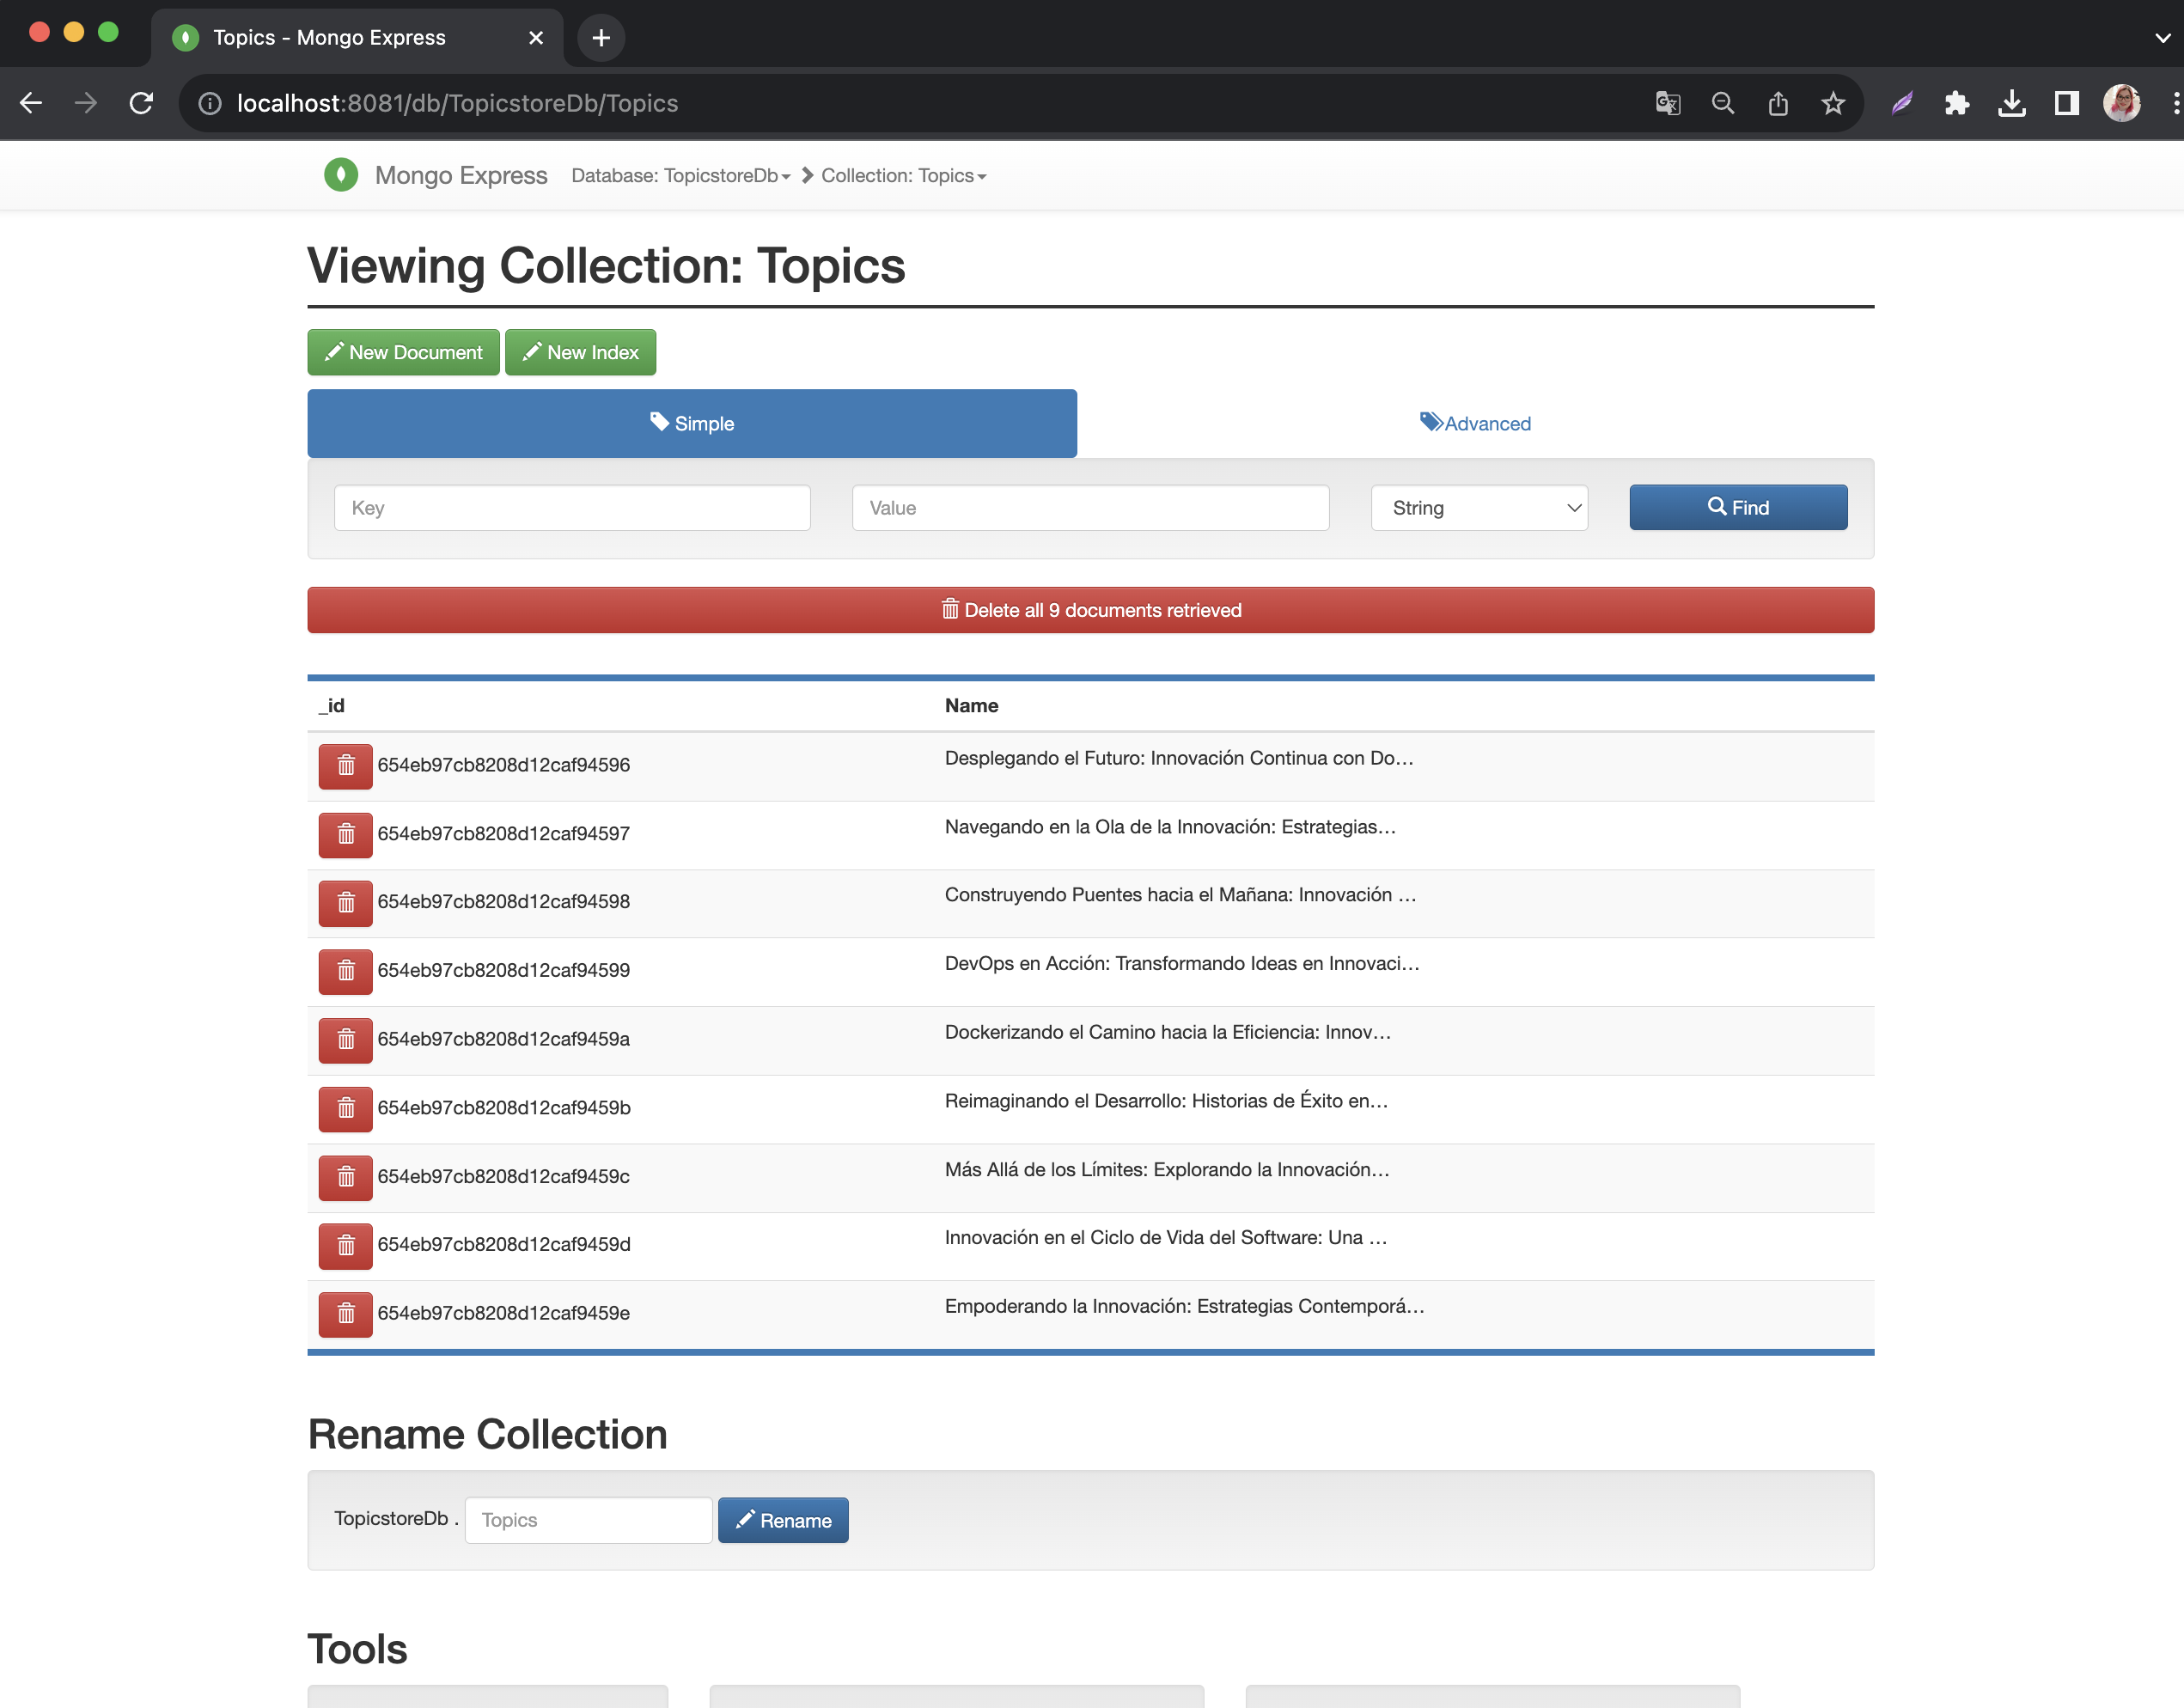 Topics - Mongo Express
localhost:8081/db/TopicstoreDb/Topics
Mongo Express Database: TopicstoreDb Collection: Topics
Viewing Collection: Topics
New Document New Index
Simple Advanced
Key Value String Find
Delete all 9 documents retrieved
_id Name
654eb97cb8208d12caf94596 Desplegando el Futuro: Innovación Continua con Do…
654eb97cb8208d12caf94597 Navegando en la Ola de la Innovación: Estrategias…
654eb97cb8208d12caf94598 Construyendo Puentes hacia el Mañana: Innovación …
654eb97cb8208d12caf94599 DevOps en Acción: Transformando Ideas en Innovaci…
654eb97cb8208d12caf9459a Dockerizando el Camino hacia la Eficiencia: Innov…
654eb97cb8208d12caf9459b Reimaginando el Desarrollo: Historias de Éxito en…
654eb97cb8208d12caf9459c Más Allá de los Límites: Explorando la Innovación…
654eb97cb8208d12caf9459d Innovación en el Ciclo de Vida del Software: Una …
654eb97cb8208d12caf9459e Empoderando la Innovación: Estrategias Contemporá…
Rename Collection
TopicstoreDb . Topics Rename
Tools